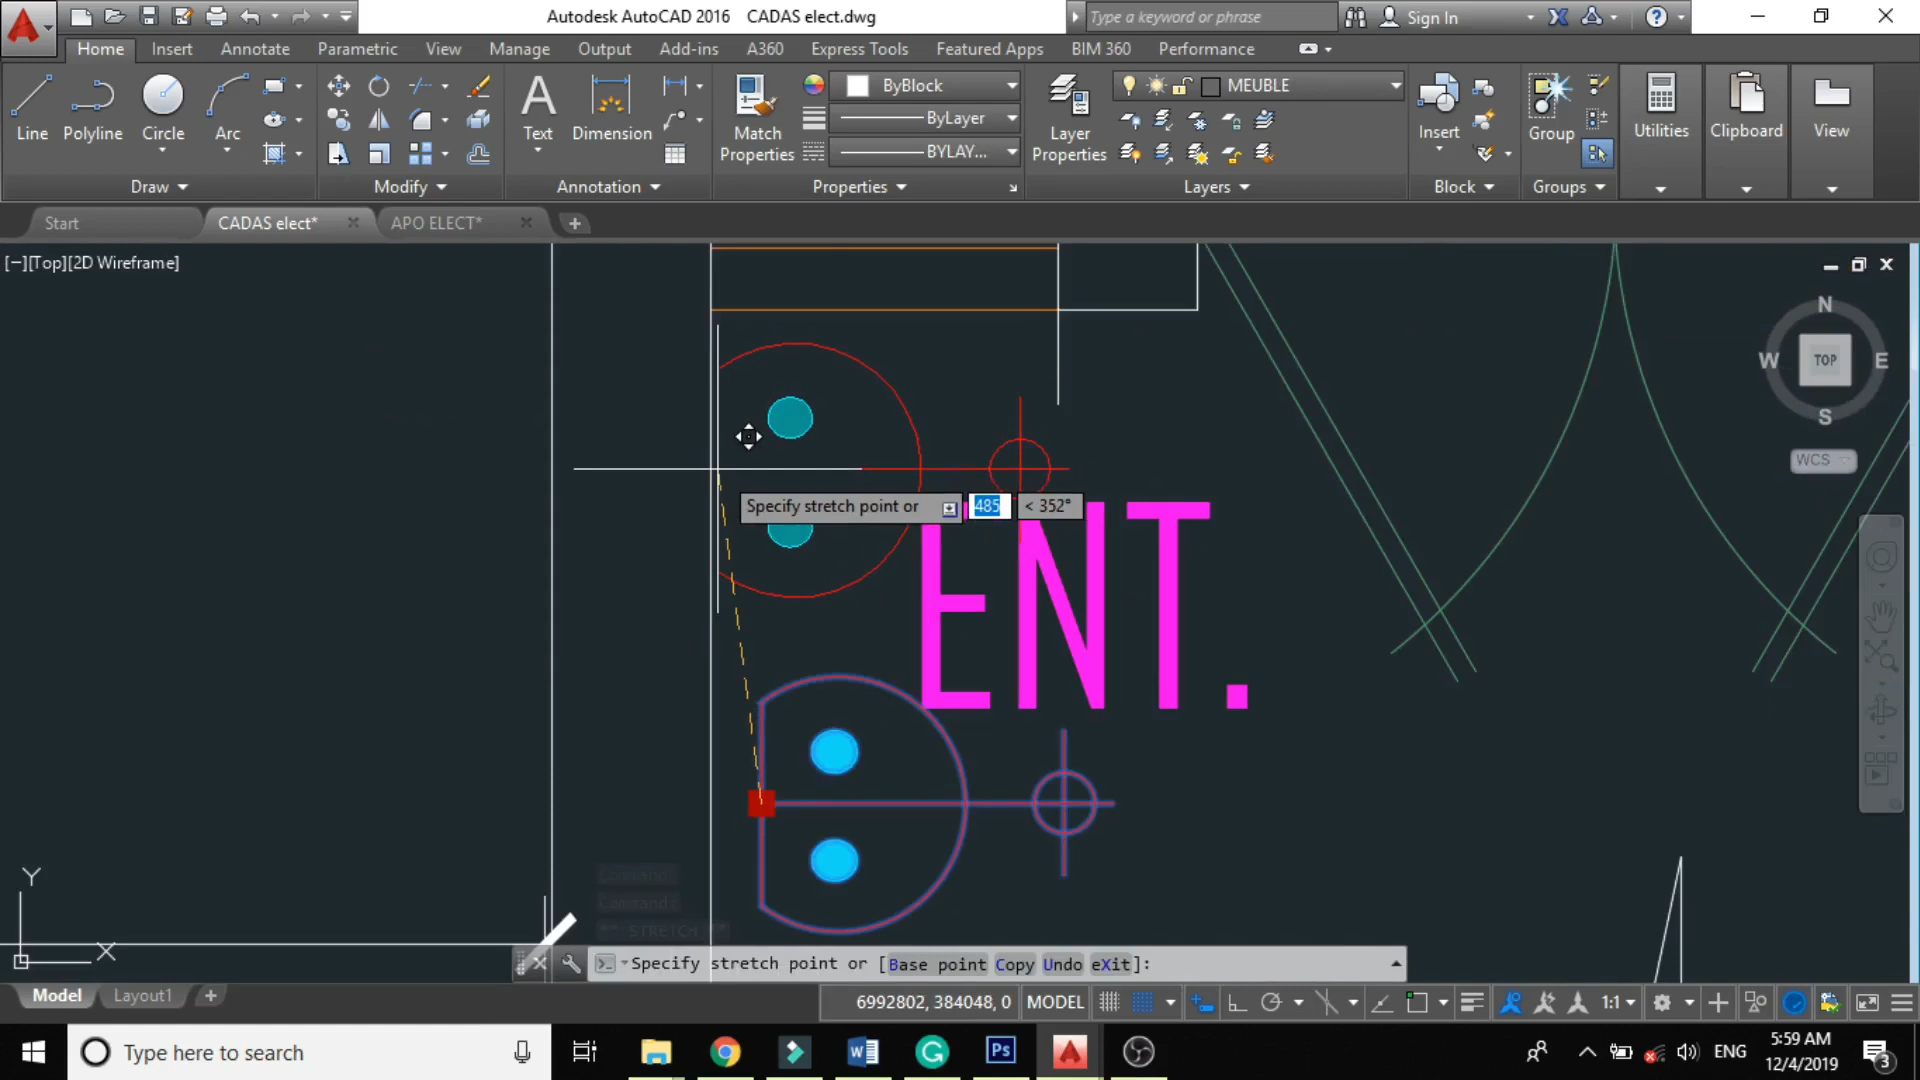 Autodesk AutoCAD 2016 CADAS elect.dwg
Type a keyword or phrase
Sign In
Home Insert Annotate Parametric View Manage Output Add-ins A360 Express Tools Featured Apps BIM 360 Performance
Line Polyline Circle Arc
Text Dimension
Match Properties
ByBlock
ByLayer
BYLAY...
Layer Properties
MEUBLE
Insert
Group
Utilities
Clipboard
View
Draw Modify Annotation Properties Layers Block Groups
Start CADAS elect* APO ELECT*
[−][Top][2D Wireframe]
N
W TOP E
S
WCS
Specify stretch point or 485 < 352°
ENT.
Y
X
Command:
Command:
** STRETCH **
Specify stretch point or [Base point Copy Undo eXit]:
Model Layout1
6992802, 384048, 0 MODEL 1:1
Type here to search
Ps
ENG
5:59 AM
12/4/2019
3